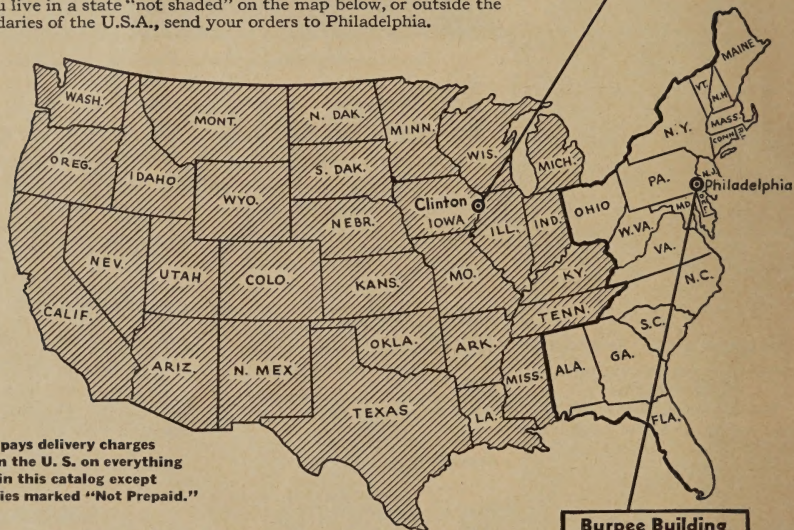 u live in a state "not shaded" on the map below, or outside the
daries of the U.S.A., send your orders to Philadelphia.
WASH.
MONT.
N. DAK.
MINN.
OREG.
IDAHO
WYO.
S. DAK.
WIS.
MICH.
NEBR.
Clinton
IOWA
ILL.
IND.
OHIO
PA.
N.Y.
VT.
N.H.
MAINE
MASS.
CONN.
R.I.
N.J.
Philadelphia
DEL.
MD.
W.VA.
VA.
NEV.
UTAH
COLO.
KANS.
MO.
KY.
N.C.
TENN.
S.C.
CALIF.
ARIZ.
N. MEX
OKLA.
ARK.
MISS.
ALA.
GA.
TEXAS
LA.
FLA.
pays delivery charges
n the U. S. on everything
in this catalog except
ies marked "Not Prepaid."
Burpee Building